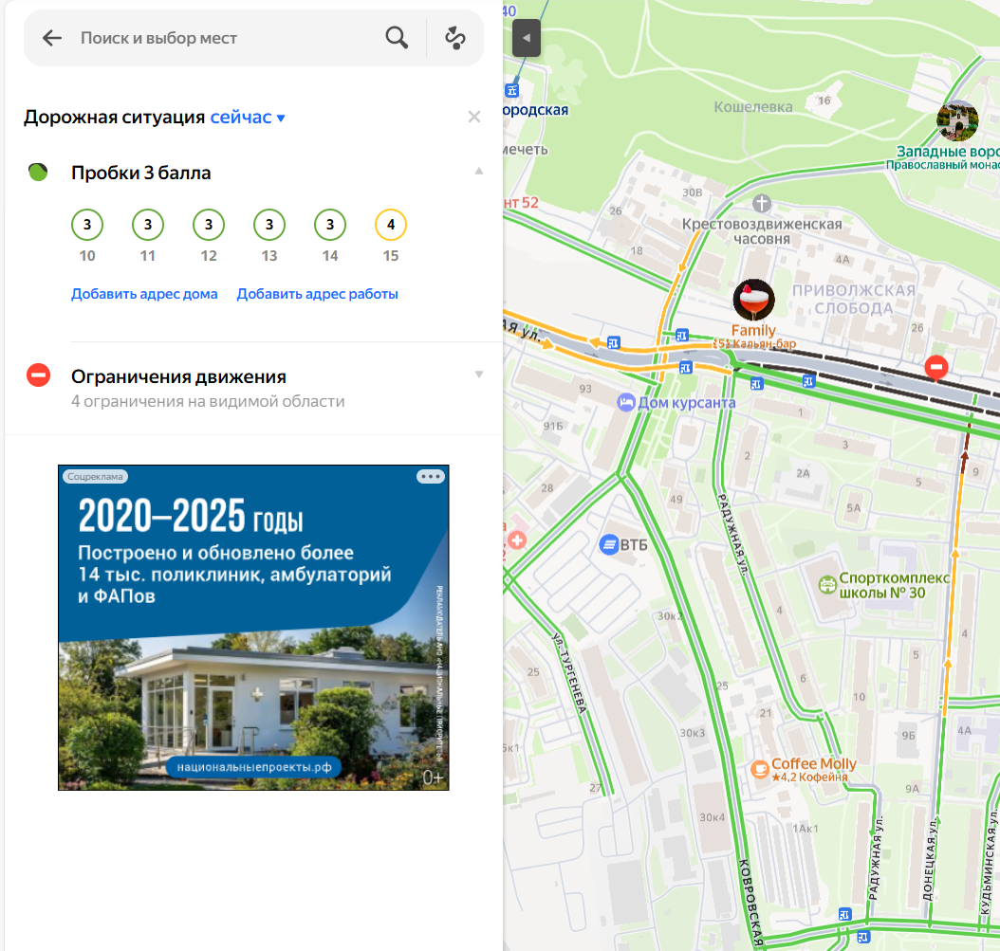 Поиск и выбор мест
Дорожная ситуация сейчас
Пробки 3 балла
3 3 3 3 3 4
10 11 12 13 14 15
Добавить адрес дома Добавить адрес работы
Ограничения движения
4 ограничения на видимой области
Соцреклама
2020–2025 годы
Построено и обновлено более
14 тыс. поликлиник, амбулаторий
и ФАПов
национальныепроекты.рф
0+
40
ородская
мечеть
нт 52
Кошелевка
16
Западные воро
Православный монас
30В
26
Крестовоздвиженская
часовня
18
4А
ПРИВОЛЖСКАЯ
СЛОБОДА
26
АЯ УЛ.
Family
Кальян-бар
93
Дом курсанта
1
91Б
3
2
2А
9
28
49
5
5А
РАДУЖНАЯ УЛ.
ВТБ
Спорткомплекс
школы № 30
30к2
4
УЛ. ТУРГЕНЕВА
25
5
25
6
10
21
30к3
9Б
4А
5к1
Coffee Molly
4,2 Кофейня
27
9А
30к4
1Ак1
КОВРОВСКАЯ
РАДУЖНАЯ УЛ.
ДОНЕЦКАЯ УЛ.
КУДЬМИНСКАЯ УЛ.